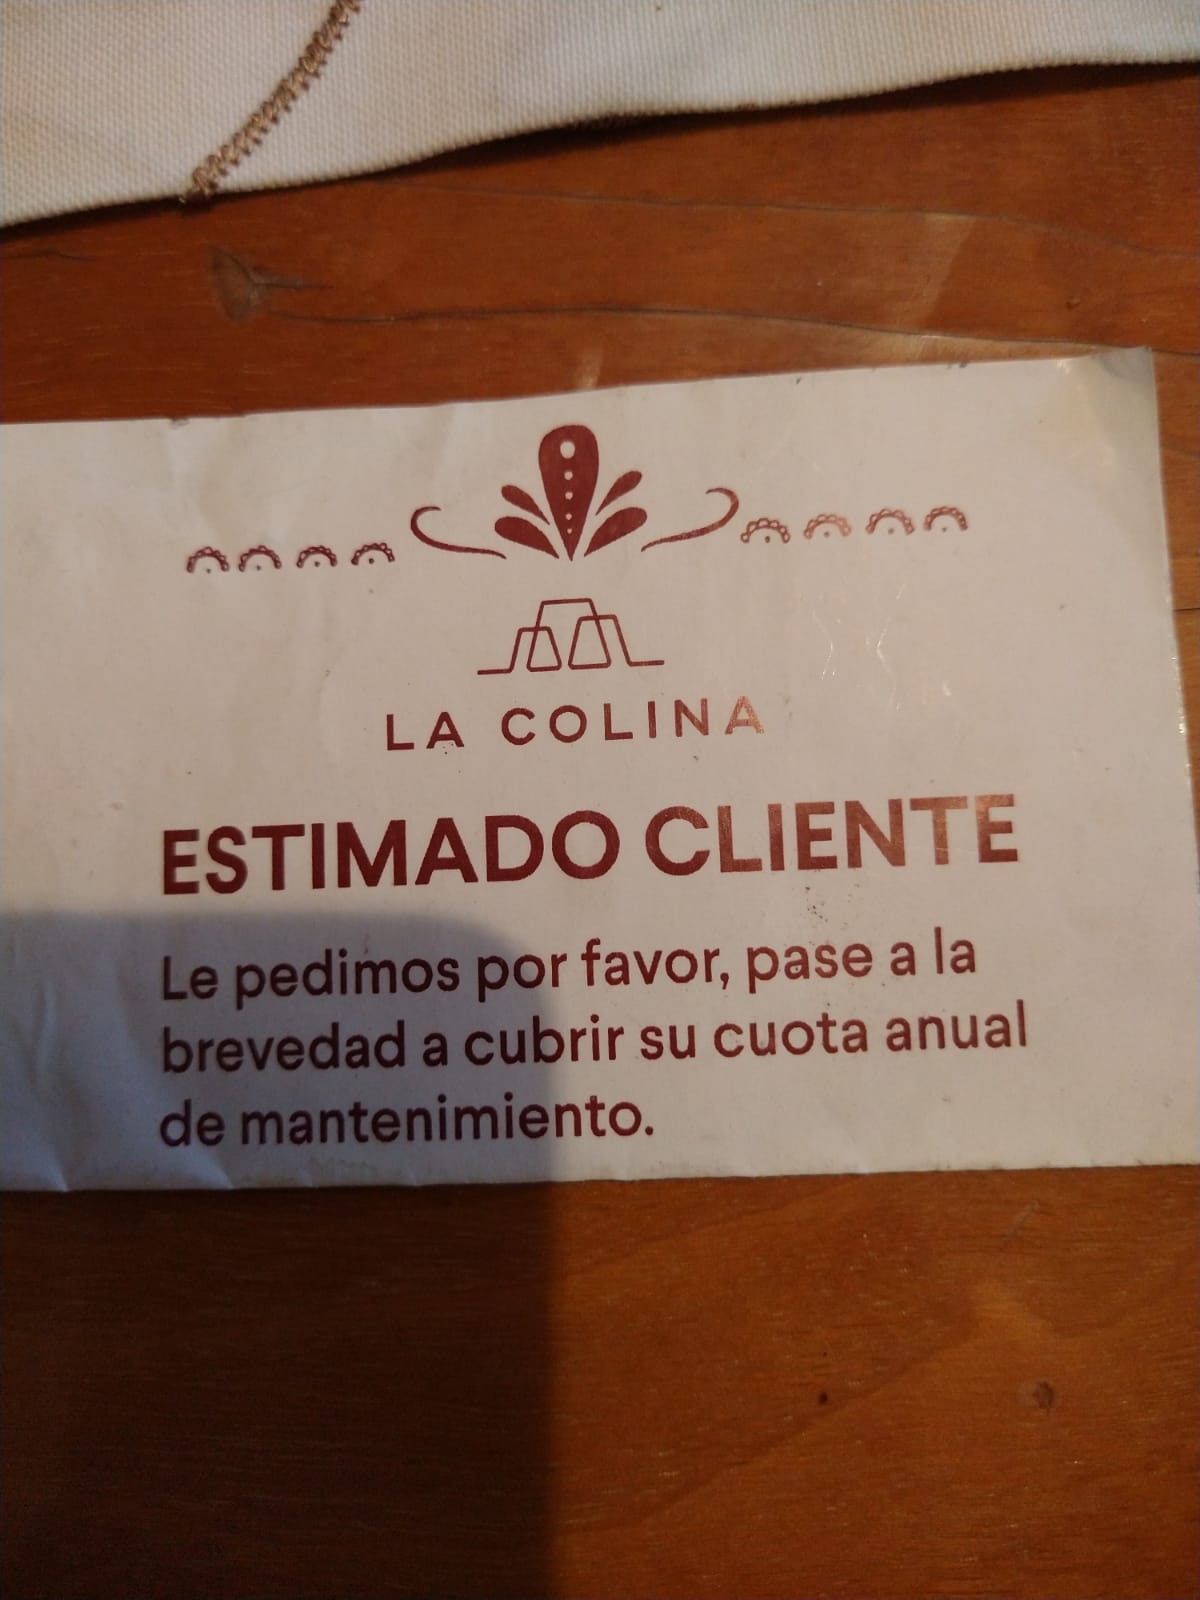 LA COLINA
ESTIMADO CLIENTE
Le pedimos por favor, pase a la
brevedad a cubrir su cuota anual
de mantenimiento.